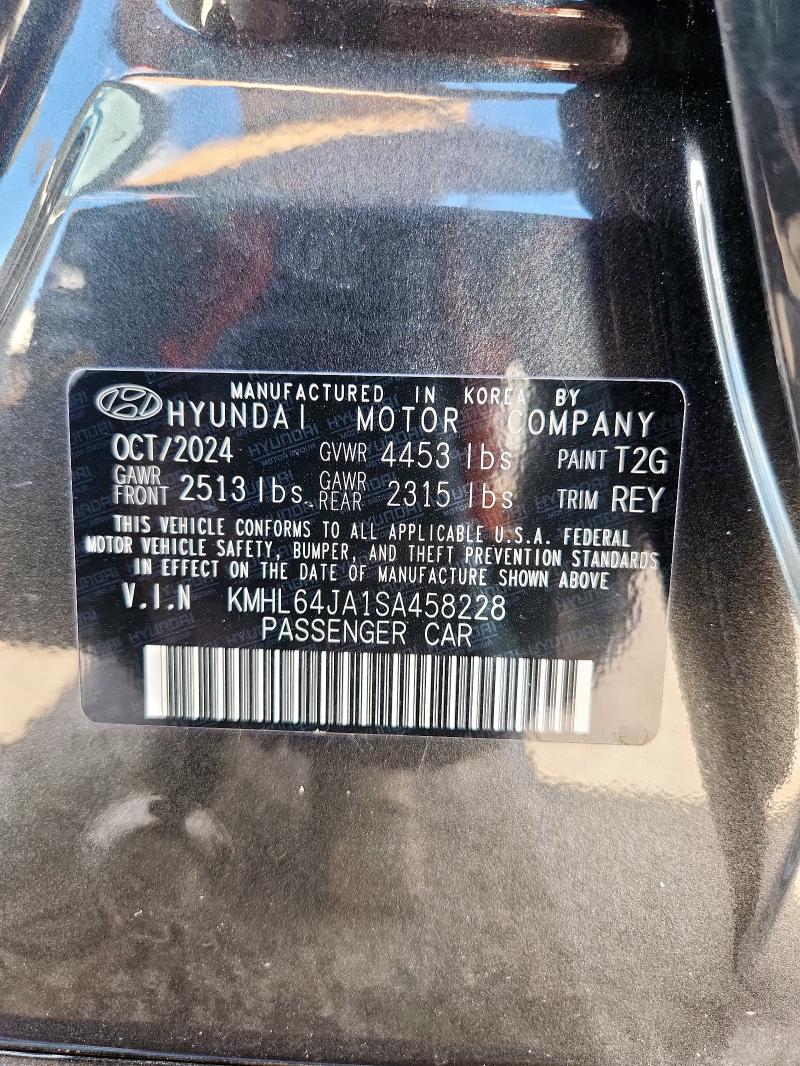 MANUFACTURED IN KOREA BY
HYUNDAI MOTOR COMPANY
OCT/2024 GVWR 4453 lbs PAINT T2G
GAWR FRONT 2513 lbs. GAWR REAR 2315 lbs TRIM REY
THIS VEHICLE CONFORMS TO ALL APPLICABLE U.S.A. FEDERAL
MOTOR VEHICLE SAFETY, BUMPER, AND THEFT PREVENTION STANDARDS
IN EFFECT ON THE DATE OF MANUFACTURE SHOWN ABOVE
V.I.N KMHL64JA1SA458228
PASSENGER CAR